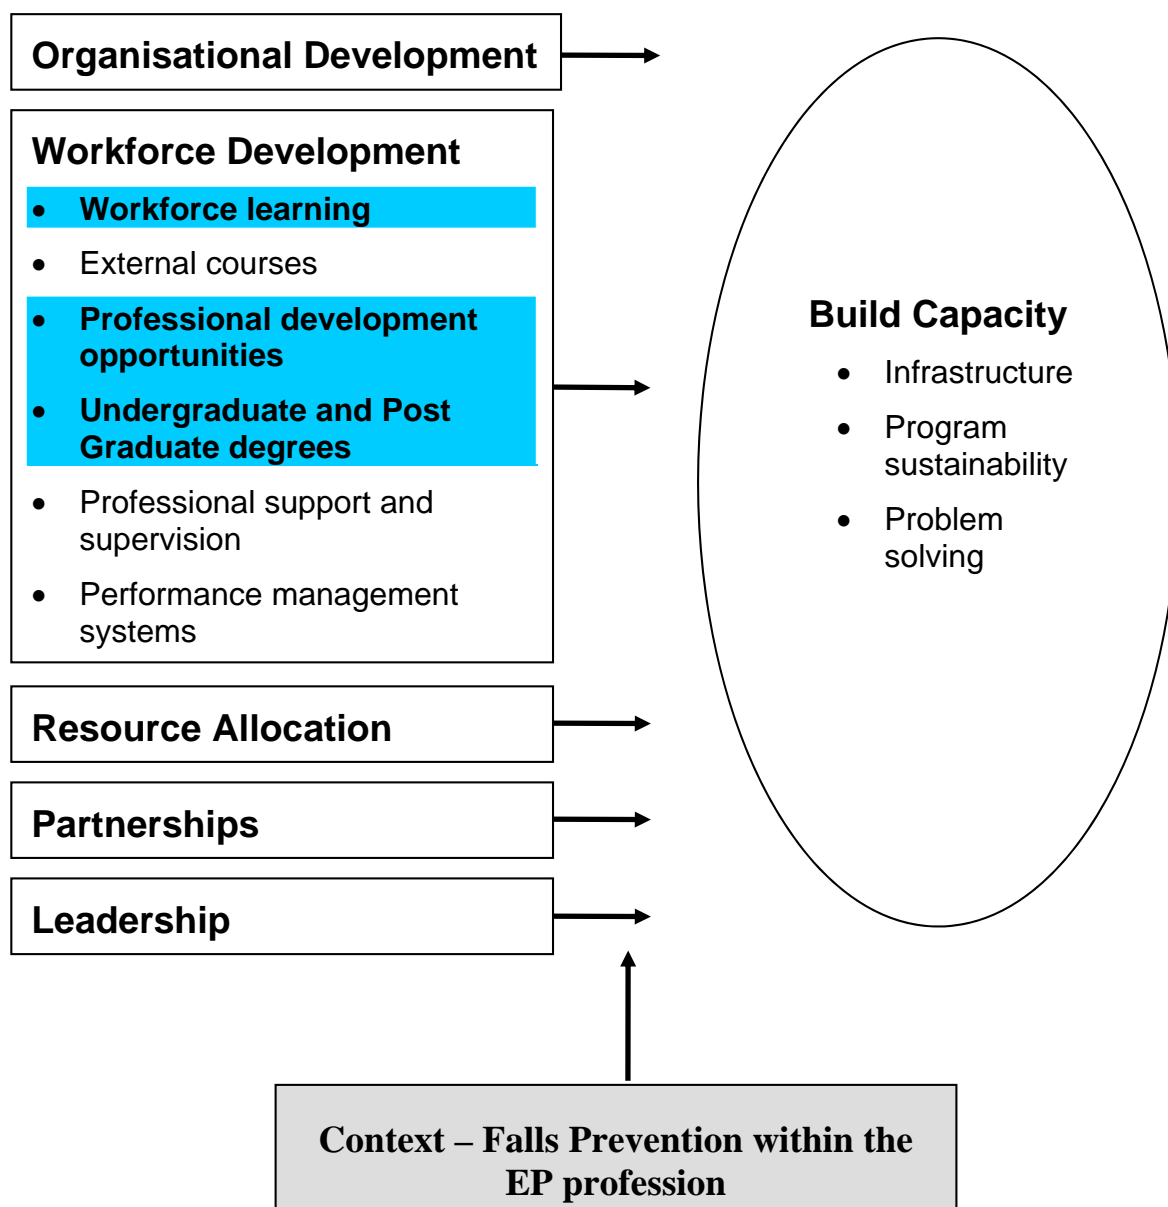 Organisational Development
Workforce Development
• Workforce learning
• External courses
• Professional development
opportunities
• Undergraduate and Post
Graduate degrees
• Professional support and
supervision
• Performance management
systems
Resource Allocation
Partnerships
Leadership
Build Capacity
• Infrastructure
• Program
sustainability
• Problem
solving
Context – Falls Prevention within the
EP profession